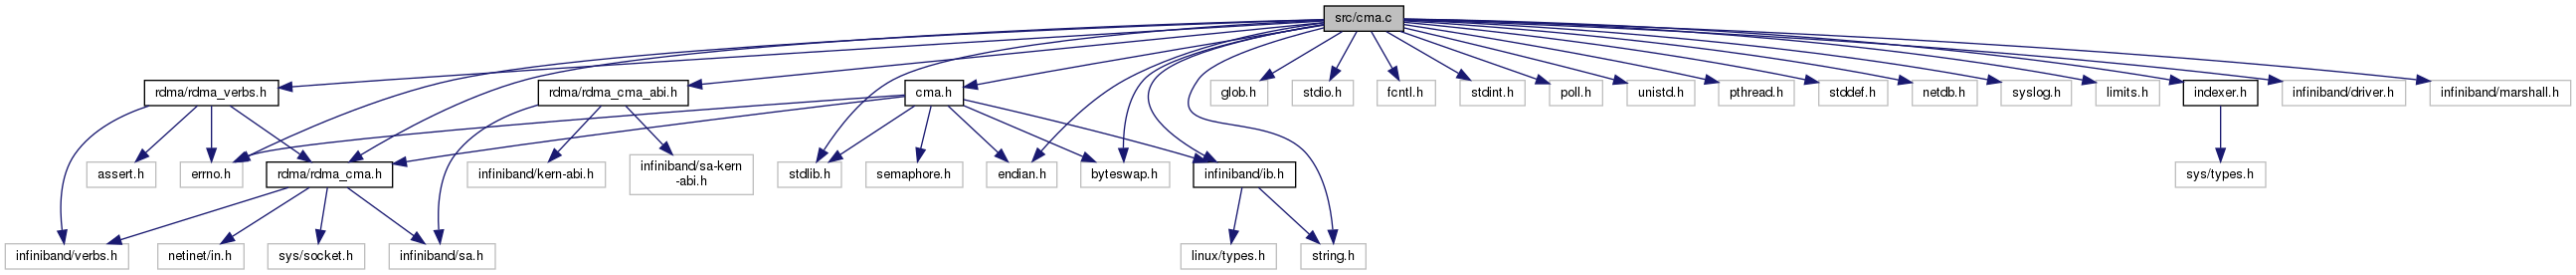 src/cma.c
rdma/rdma_verbs.h
rdma/rdma_cma_abi.h
cma.h
glob.h
stdio.h
fcntl.h
stdint.h
poll.h
unistd.h
pthread.h
stddef.h
netdb.h
syslog.h
limits.h
indexer.h
infiniband/driver.h
infiniband/marshall.h
assert.h
errno.h
rdma/rdma_cma.h
infiniband/kern-abi.h
infiniband/sa-kern
-abi.h
stdlib.h
semaphore.h
endian.h
byteswap.h
infiniband/ib.h
sys/types.h
infiniband/verbs.h
netinet/in.h
sys/socket.h
infiniband/sa.h
linux/types.h
string.h